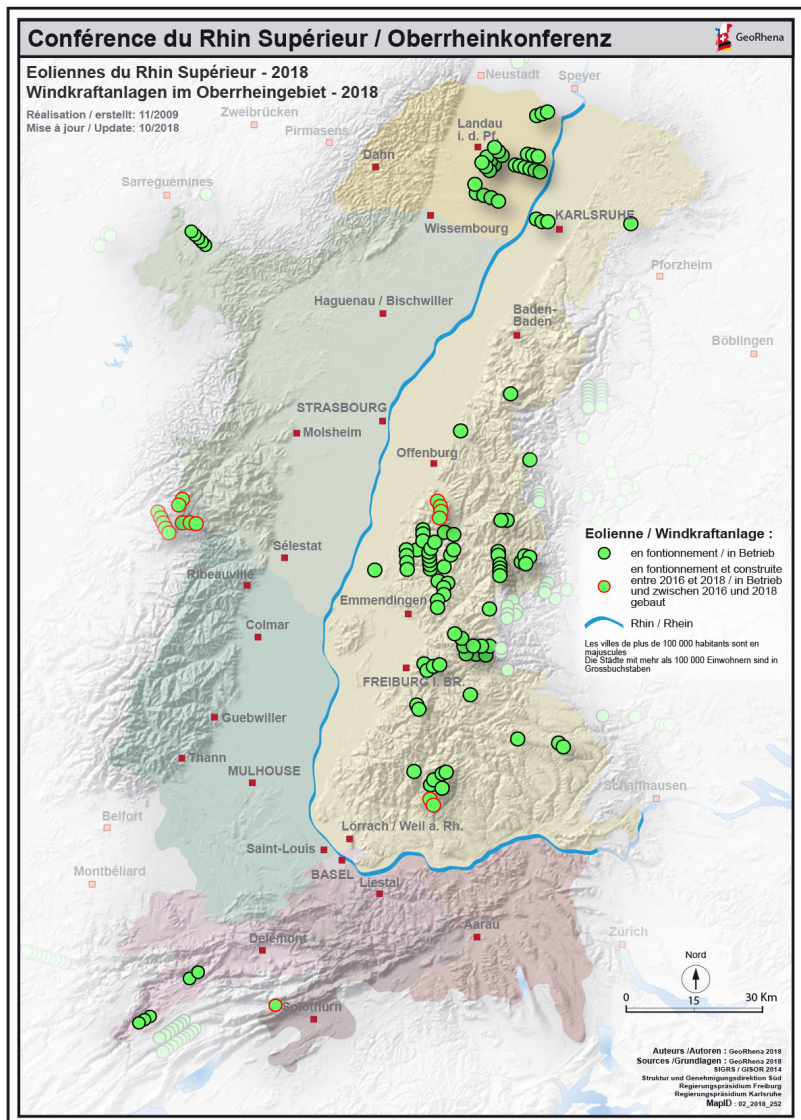 Conférence du Rhin Supérieur / Oberrheinkonferenz
GeoRhena
Eoliennes du Rhin Supérieur - 2018
Windkraftanlagen im Oberrheingebiet - 2018
Réalisation / erstellt: 11/2009
Mise à jour / Update: 10/2018
Neustadt
Speyer
Zweibrücken
Pirmasens
Landau
i. d. Pf.
Dahn
Sarreguemines
Wissembourg
KARLSRUHE
Pforzheim
Haguenau / Bischwiller
Baden-
Baden
Böblingen
STRASBOURG
Molsheim
Offenburg
Sélestat
Ribeauvillé
Emmendingen
Colmar
FREIBURG I. BR.
Guebwiller
Thann
MULHOUSE
Schaffhausen
Belfort
Lörrach / Weil a. Rh.
Saint-Louis
BASEL
Montbéliard
Liestal
Aarau
Zürich
Delémont
Solothurn
Eolienne / Windkraftanlage :
en fontionnement / in Betrieb
en fontionnement et construite
entre 2016 et 2018 / in Betrieb
und zwischen 2016 und 2018
gebaut
Rhin / Rhein
Les villes de plus de 100 000 habitants sont en
majuscules
Die Städte mit mehr als 100 000 Einwohnern sind in
Grossbuchstaben
Nord
0 15 30 Km
Auteurs /Autoren : GeoRhena 2018
Sources /Grundlagen : GeoRhena 2018
SIGRS / GISOR 2014
Struktur und Genehmigungsdirektion Süd
Regierungspräsidium Freiburg
Regierungspräsidium Karlsruhe
MapID : 02_2018_252